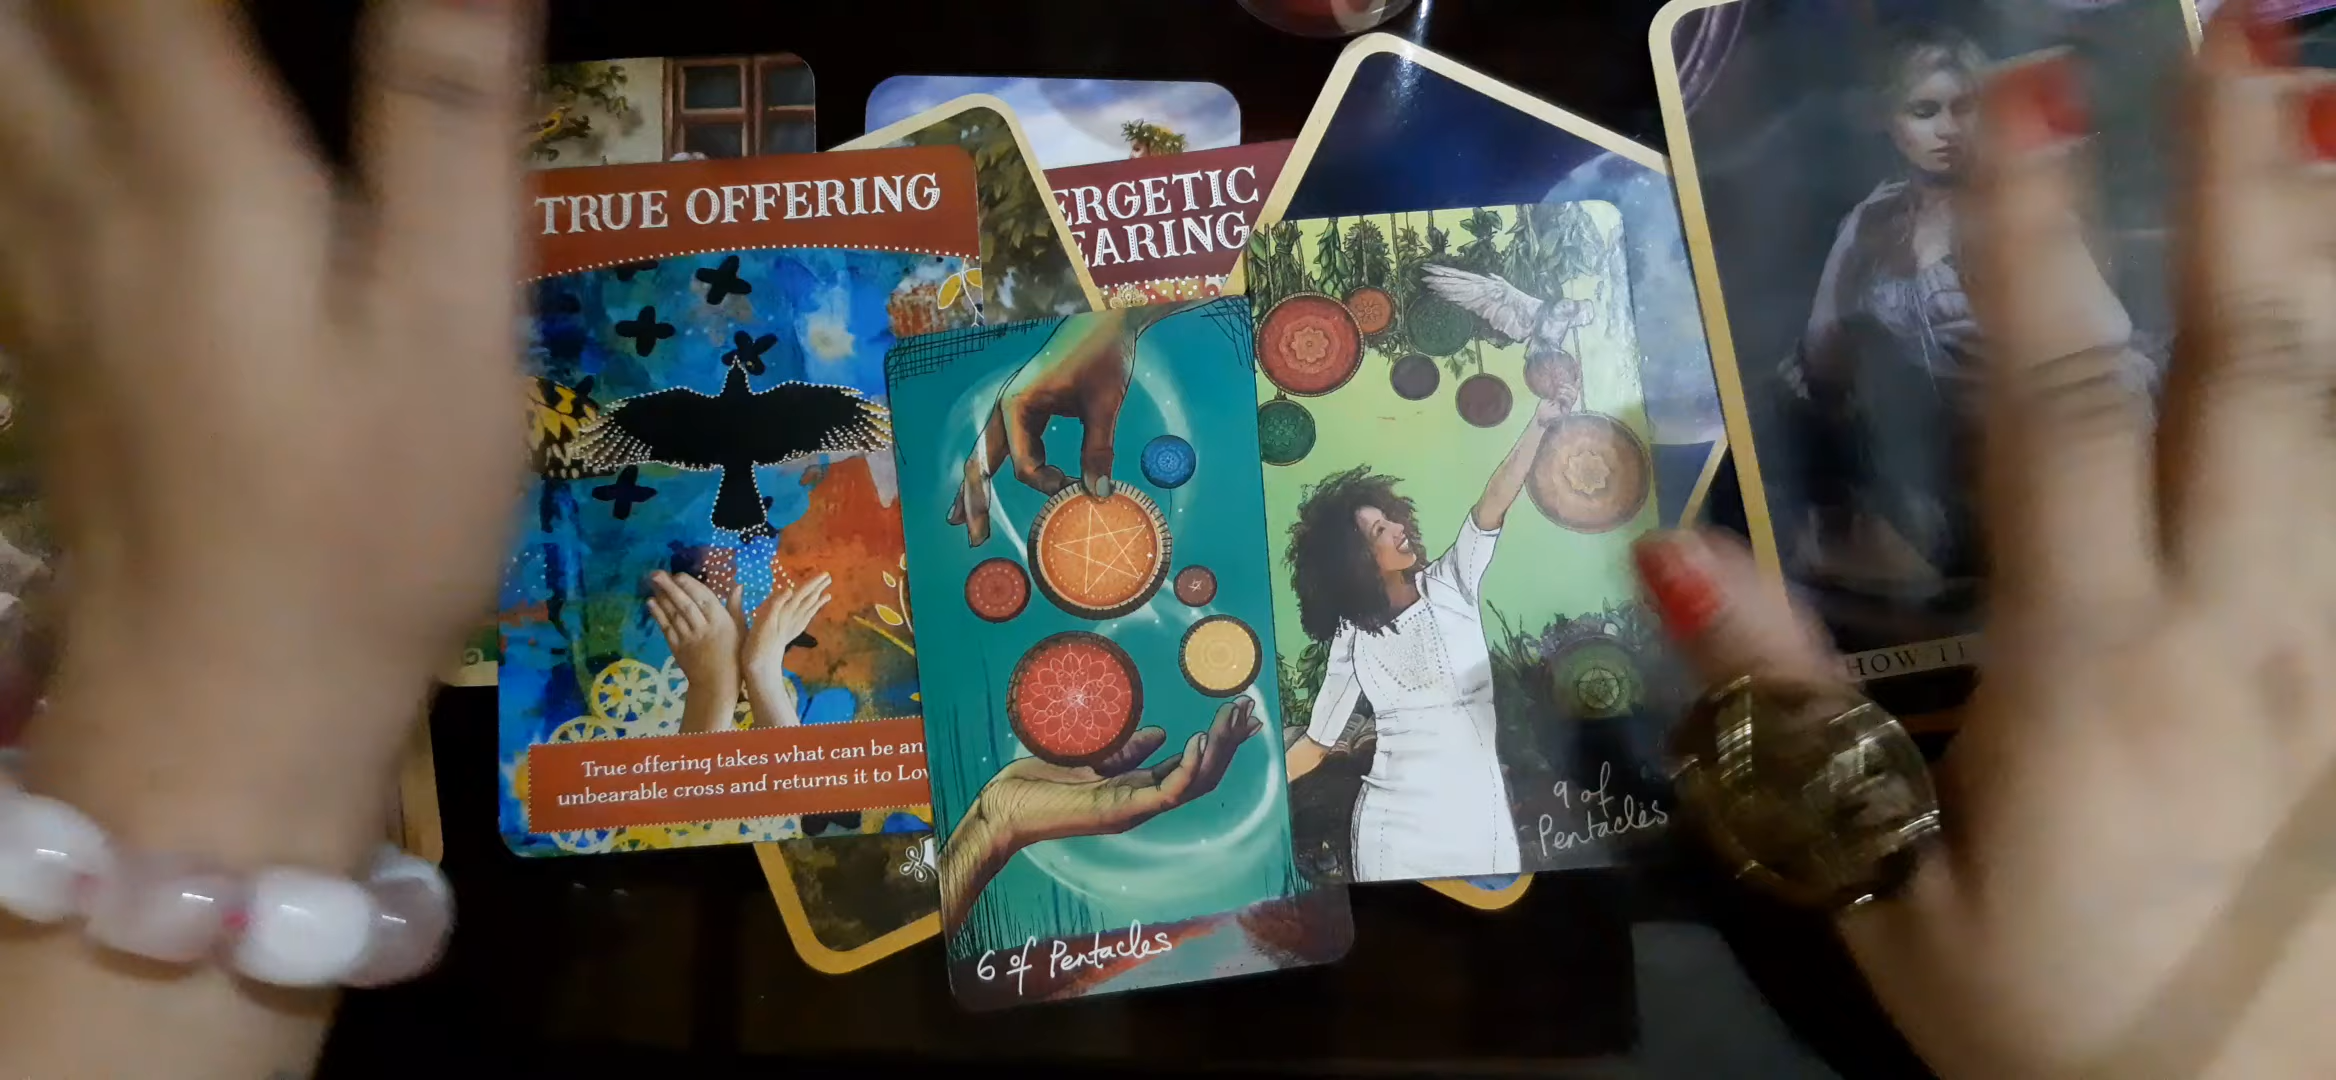 TRUE OFFERING
ERGETIC
EARING
True offering takes what can be an
unbearable cross and returns it to Lov
6 of Pentacles
9 of
Pentacles
HOW IT